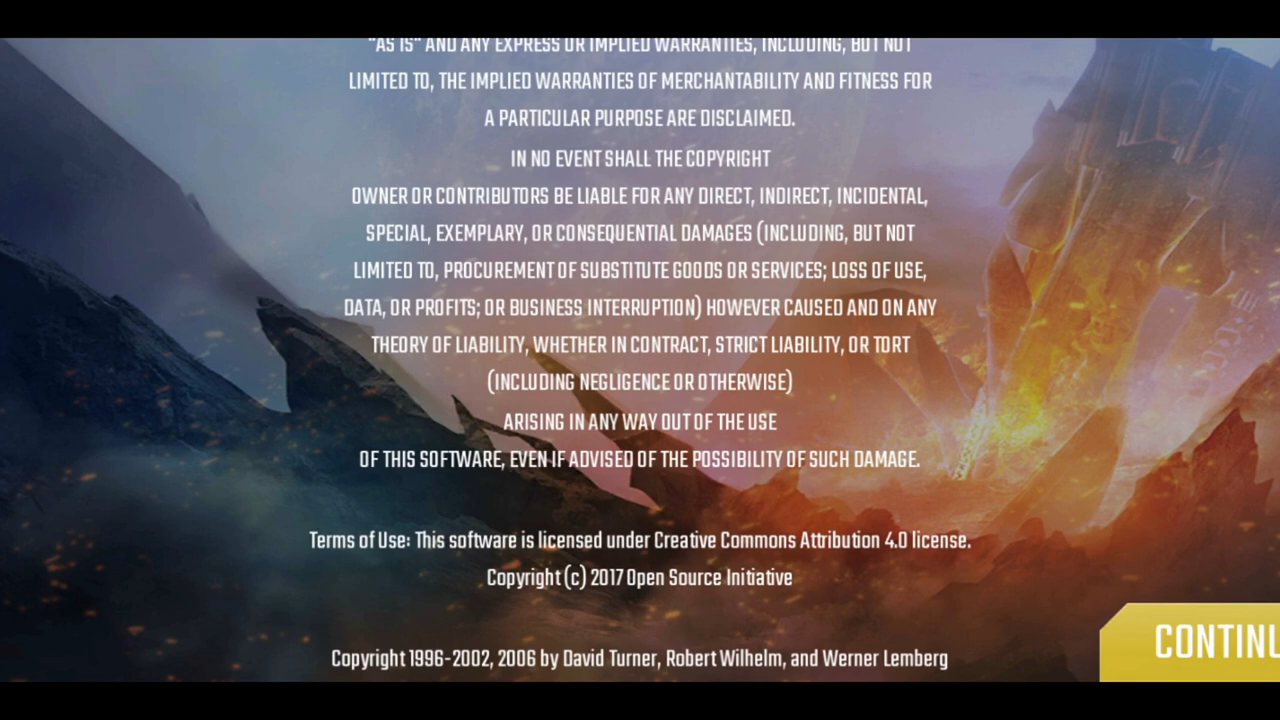 "AS IS" AND ANY EXPRESS OR IMPLIED WARRANTIES, INCLUDING, BUT NOT
LIMITED TO, THE IMPLIED WARRANTIES OF MERCHANTABILITY AND FITNESS FOR
A PARTICULAR PURPOSE ARE DISCLAIMED.
IN NO EVENT SHALL THE COPYRIGHT
OWNER OR CONTRIBUTORS BE LIABLE FOR ANY DIRECT, INDIRECT, INCIDENTAL,
SPECIAL, EXEMPLARY, OR CONSEQUENTIAL DAMAGES (INCLUDING, BUT NOT
LIMITED TO, PROCUREMENT OF SUBSTITUTE GOODS OR SERVICES; LOSS OF USE,
DATA, OR PROFITS; OR BUSINESS INTERRUPTION) HOWEVER CAUSED AND ON ANY
THEORY OF LIABILITY, WHETHER IN CONTRACT, STRICT LIABILITY, OR TORT
(INCLUDING NEGLIGENCE OR OTHERWISE)
ARISING IN ANY WAY OUT OF THE USE
OF THIS SOFTWARE, EVEN IF ADVISED OF THE POSSIBILITY OF SUCH DAMAGE.
Terms of Use: This software is licensed under Creative Commons Attribution 4.0 license.
Copyright (c) 2017 Open Source Initiative
Copyright 1996-2002, 2006 by David Turner, Robert Wilhelm, and Werner Lemberg
CONTINU